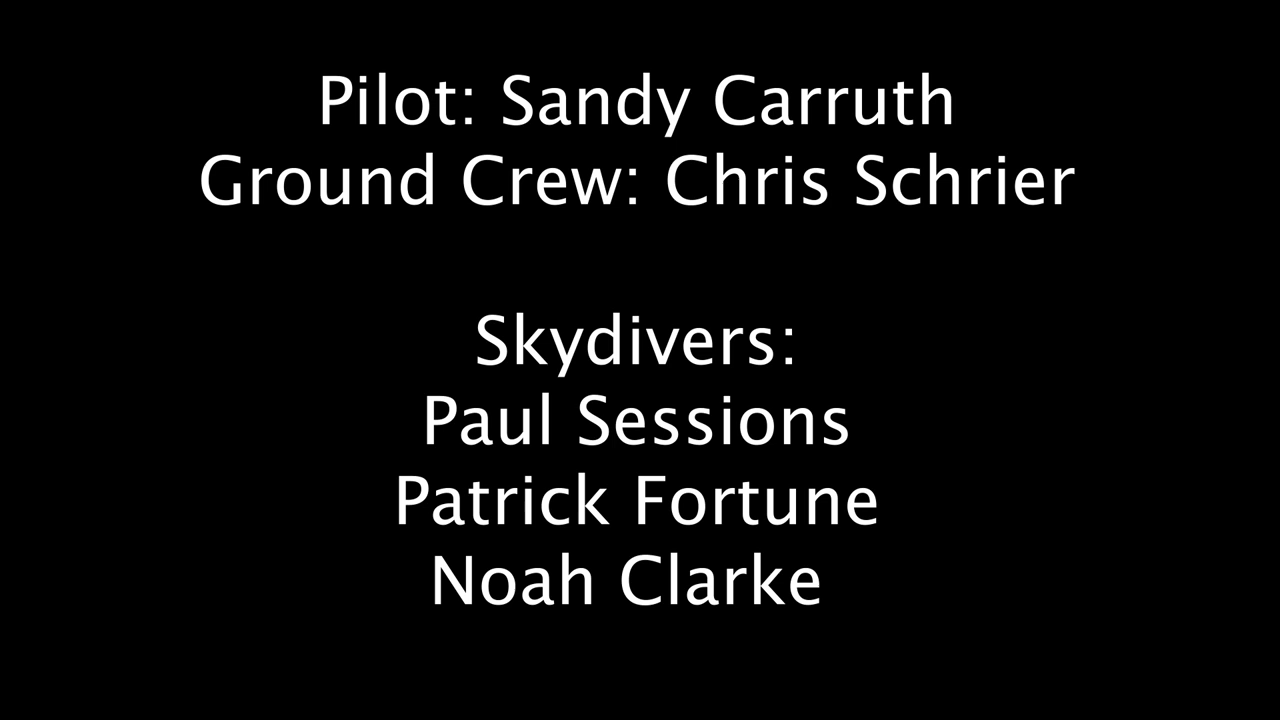 Pilot: Sandy Carruth
Ground Crew: Chris Schrier
Skydivers:
Paul Sessions
Patrick Fortune
Noah Clarke